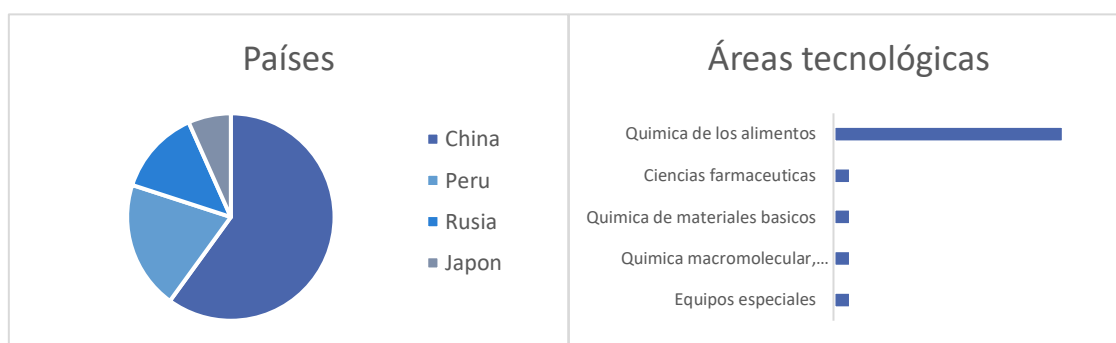 Países
China
Peru
Rusia
Japon
Áreas tecnológicas
Quimica de los alimentos
Ciencias farmaceuticas
Quimica de materiales basicos
Quimica macromolecular,...
Equipos especiales